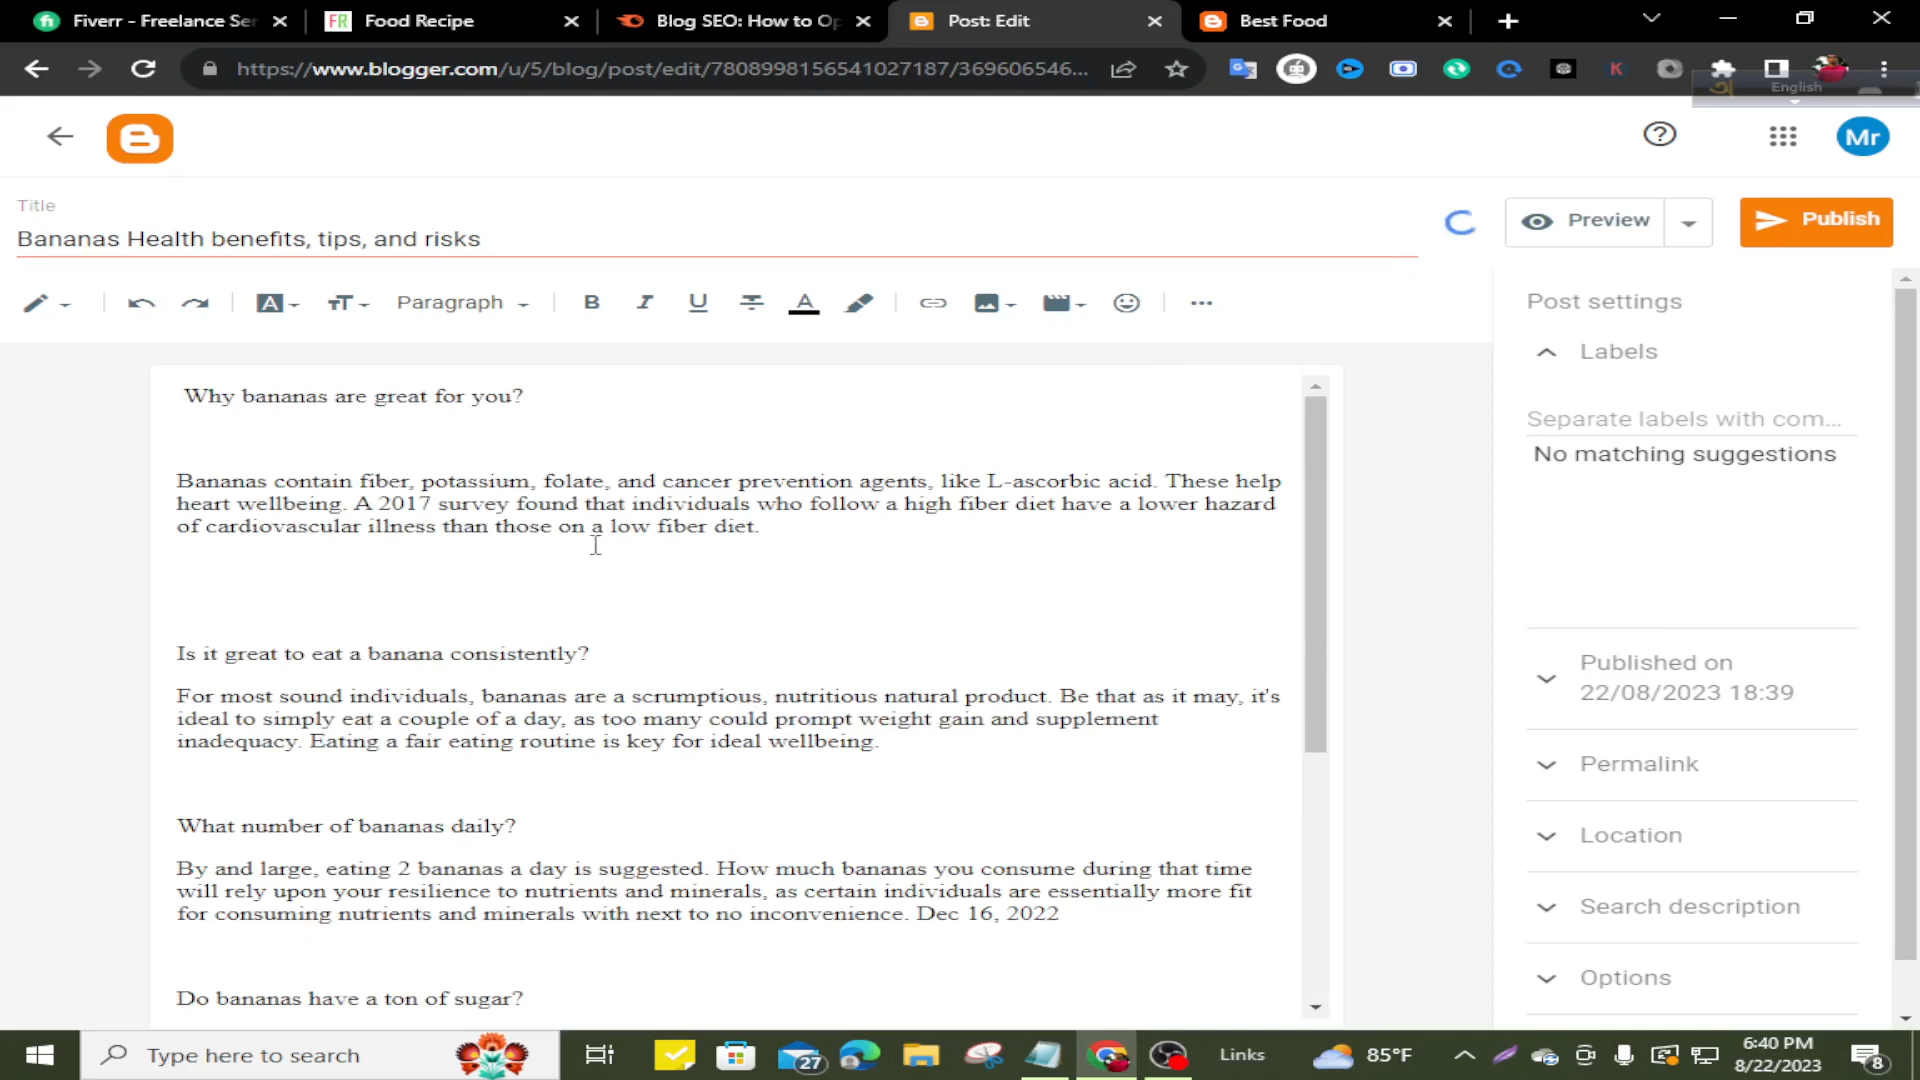 Fiverr - Freelance Ser
FR Food Recipe
Blog SEO: How to Op
Post: Edit
Best Food
https://www.blogger.com/u/5/blog/post/edit/7808998156541027187/369606546...
K
English
Mr
Title
Bananas Health benefits, tips, and risks
Preview
Publish
Paragraph
Post settings
Labels
Separate labels with com...
No matching suggestions
Published on
22/08/2023 18:39
Permalink
Location
Search description
Options
Why bananas are great for you?
Bananas contain fiber, potassium, folate, and cancer prevention agents, like L-ascorbic acid. These help
heart wellbeing. A 2017 survey found that individuals who follow a high fiber diet have a lower hazard
of cardiovascular illness than those on a low fiber diet.
Is it great to eat a banana consistently?
For most sound individuals, bananas are a scrumptious, nutritious natural product. Be that as it may, it's
ideal to simply eat a couple of a day, as too many could prompt weight gain and supplement
inadequacy. Eating a fair eating routine is key for ideal wellbeing.
What number of bananas daily?
By and large, eating 2 bananas a day is suggested. How much bananas you consume during that time
will rely upon your resilience to nutrients and minerals, as certain individuals are essentially more fit
for consuming nutrients and minerals with next to no inconvenience. Dec 16, 2022
Do bananas have a ton of sugar?
Type here to search
27
Links
85°F
6:40 PM
8/22/2023
8